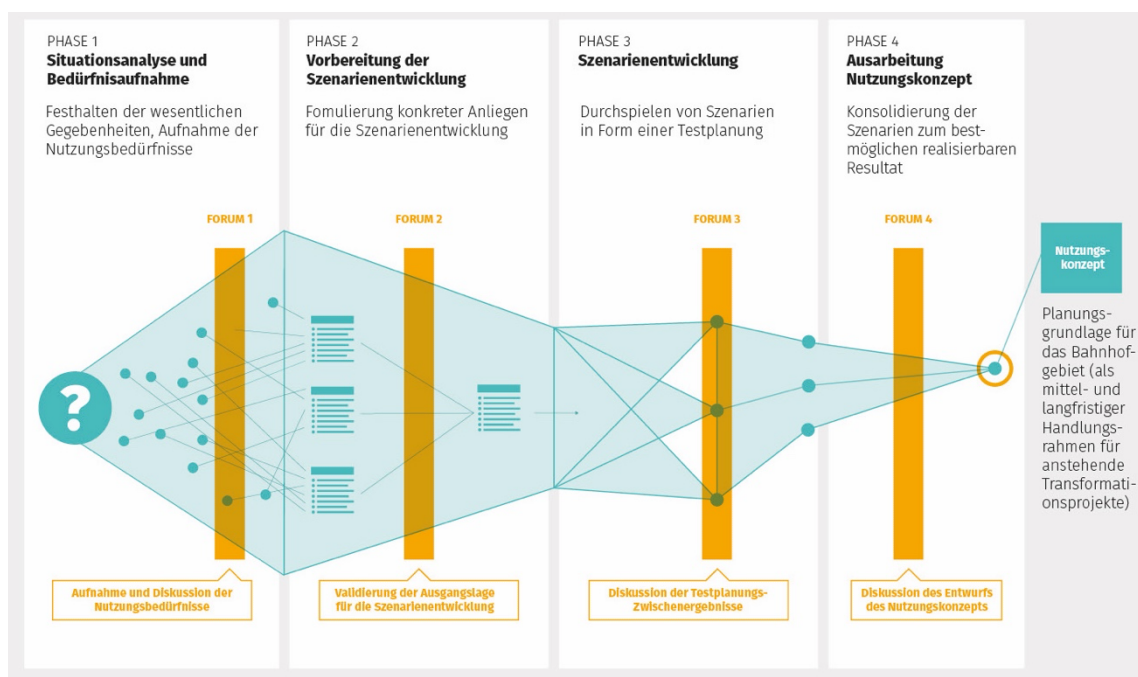 PHASE 1
Situationsanalyse und
Bedürfnisaufnahme
Festhalten der wesentlichen
Gegebenheiten, Aufnahme der
Nutzungsbedürfnisse
PHASE 2
Vorbereitung der
Szenarienentwicklung
Fomulierung konkreter Anliegen
für die Szenarienentwicklung
PHASE 3
Szenarienentwicklung
Durchspielen von Szenarien
in Form einer Testplanung
PHASE 4
Ausarbeitung
Nutzungskonzept
Konsolidierung der
Szenarien zum best-
möglichen realisierbaren
Resultat
FORUM 1
FORUM 2
FORUM 3
FORUM 4
?
Nutzungs-
konzept
Planungs-
grundlage für
das Bahnhof-
gebiet (als
mittel- und
langfristiger
Handlungs-
rahmen für
anstehende
Transformati-
onsprojekte)
Aufnahme und Diskussion der
Nutzungsbedürfnisse
Validierung der Ausgangslage
für die Szenarienentwicklung
Diskussion der Testplanungs-
Zwischenergebnisse
Diskussion des Entwurfs
des Nutzungskonzepts